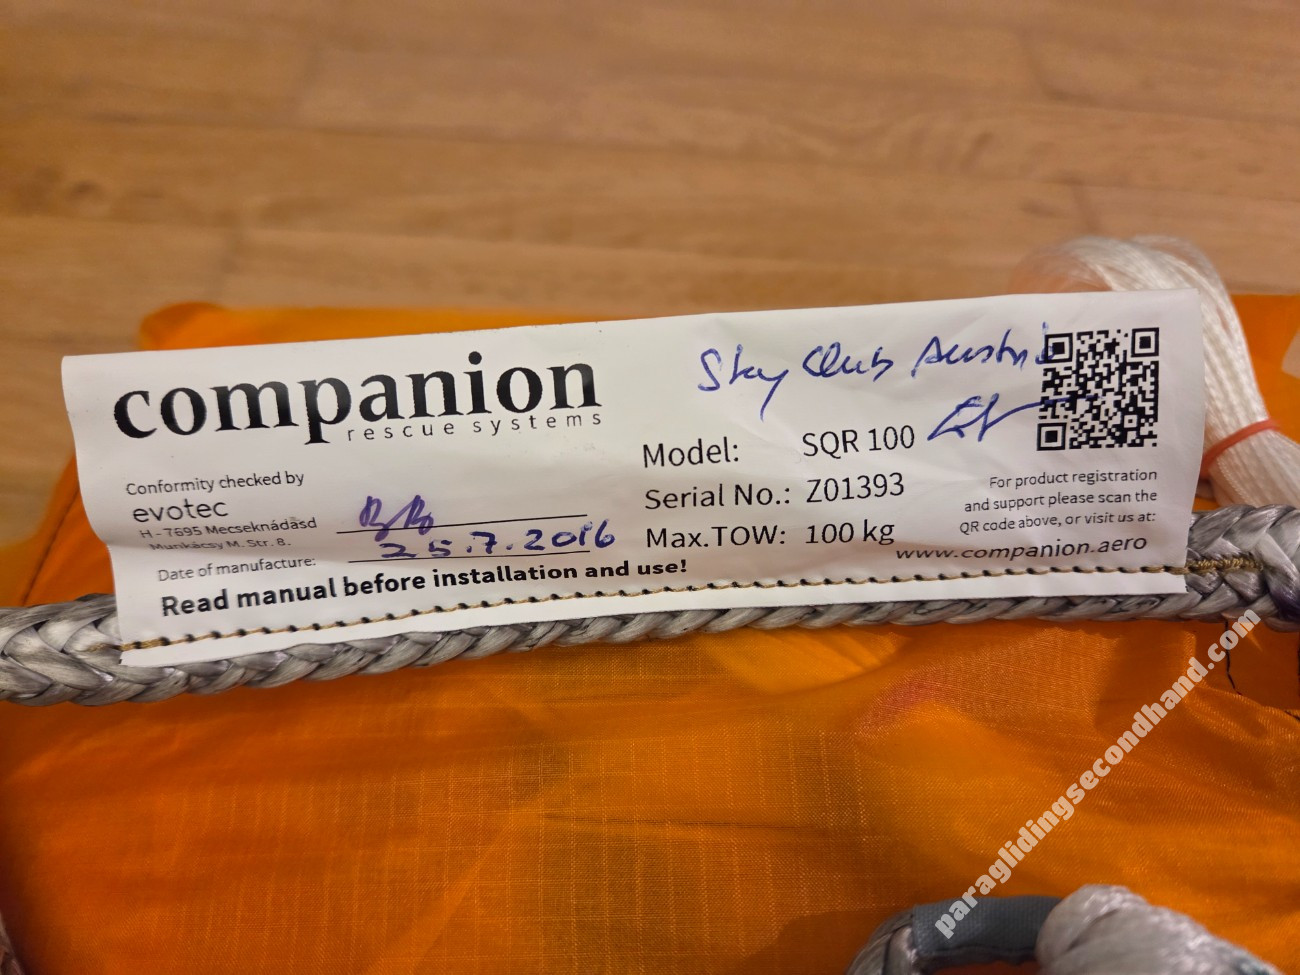 companion
rescue systems
Conformity checked by
evotec
H - 7695 Mecseknádasd
Munkácsy M. Str. 8.
Date of manufacture:
25.7.2016
Read manual before installation and use!
Sky Club Austria
Model: SQR 100
Serial No.: Z01393
Max.TOW: 100 kg
For product registration
and support please scan the
QR code above, or visit us at:
www.companion.aero
paraglidingsecondhand.com